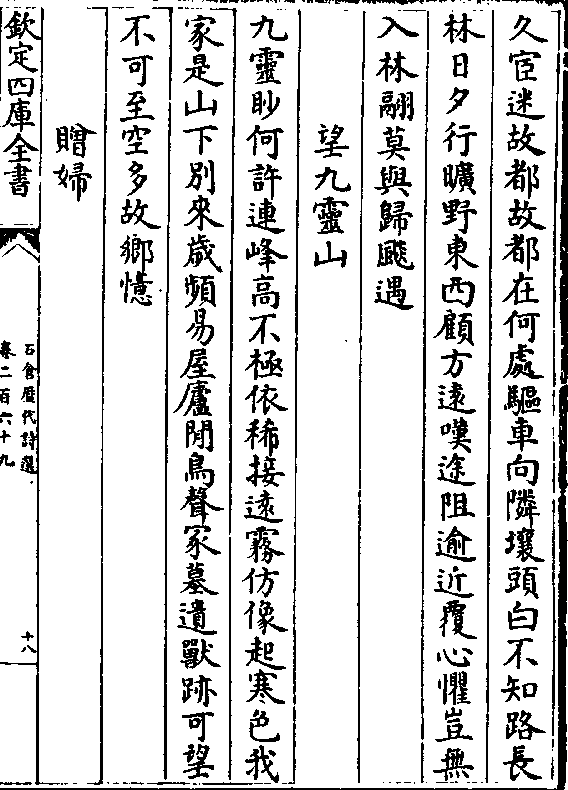 久宦迷故都故都在何處驅車向隣壤頭白不知路長
林日夕行曠野東西顧方遠嘆途阻逾近覆心懼豈無
入林翮莫與歸颷遇
望九靈山
九靈眇何許連峰高不極依稀接遠霧仿像起寒色我
家是山下別來歲頻易屋廬閒鳥聲冢墓遺獸跡可望
不可至空多故鄉憶
贈婦
欽定四庫全書
石倉歷代詩選
卷二百六十九
十八